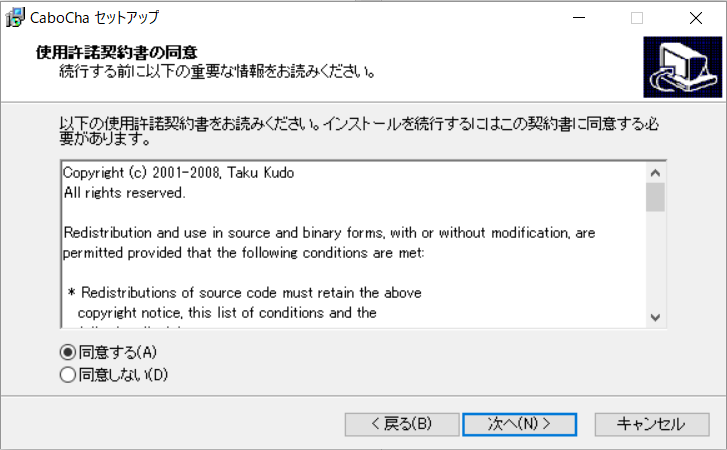 CaboCha セットアップ
使用許諾契約書の同意
続行する前に以下の重要な情報をお読みください。
以下の使用許諾契約書をお読みください。インストールを続行するにはこの契約書に同意する必
要があります。
Copyright (c) 2001-2008, Taku Kudo
All rights reserved.
Redistribution and use in source and binary forms, with or without modification, are
permitted provided that the following conditions are met:
* Redistributions of source code must retain the above
copyright notice, this list of conditions and the
同意する(A)
同意しない(D)
< 戻る(B)
次へ(N) >
キャンセル